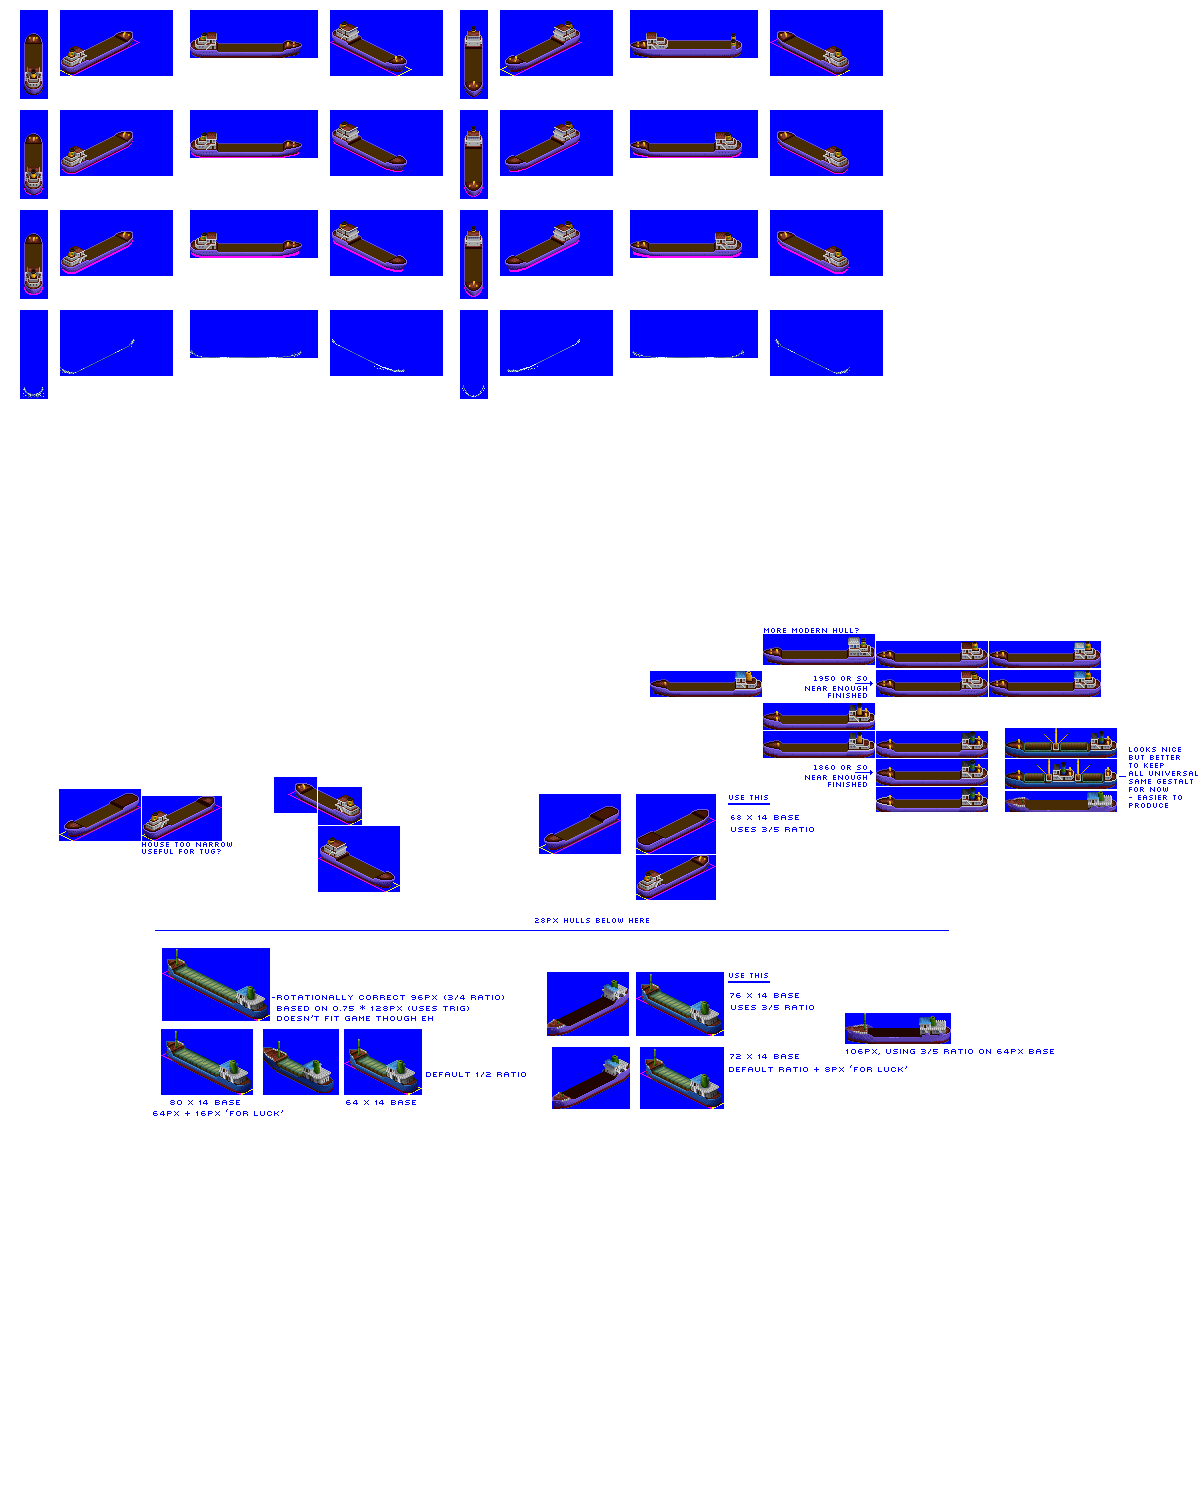 MORE MODERN HULL?
1950 OR SO
NEAR ENOUGH
FINISHED
1860 OR SO
NEAR ENOUGH
FINISHED
LOOKS NICE
BUT BETTER
TO KEEP
ALL UNIVERSAL
SAME GESTALT
FOR NOW
- EASIER TO
PRODUCE
HOUSE TOO NARROW
USEFUL FOR TUG?
USE THIS
68 X 14 BASE
USES 3/5 RATIO
28PX HULLS BELOW HERE
-ROTATIONALLY CORRECT 96PX (3/4 RATIO)
BASED ON 0.75 * 128PX (USES TRIG)
DOESN'T FIT GAME THOUGH EH
USE THIS
76 X 14 BASE
USES 3/5 RATIO
106PX, USING 3/5 RATIO ON 64PX BASE
72 X 14 BASE
DEFAULT RATIO + 8PX 'FOR LUCK'
DEFAULT 1/2 RATIO
80 X 14 BASE
64PX + 16PX 'FOR LUCK'
64 X 14 BASE